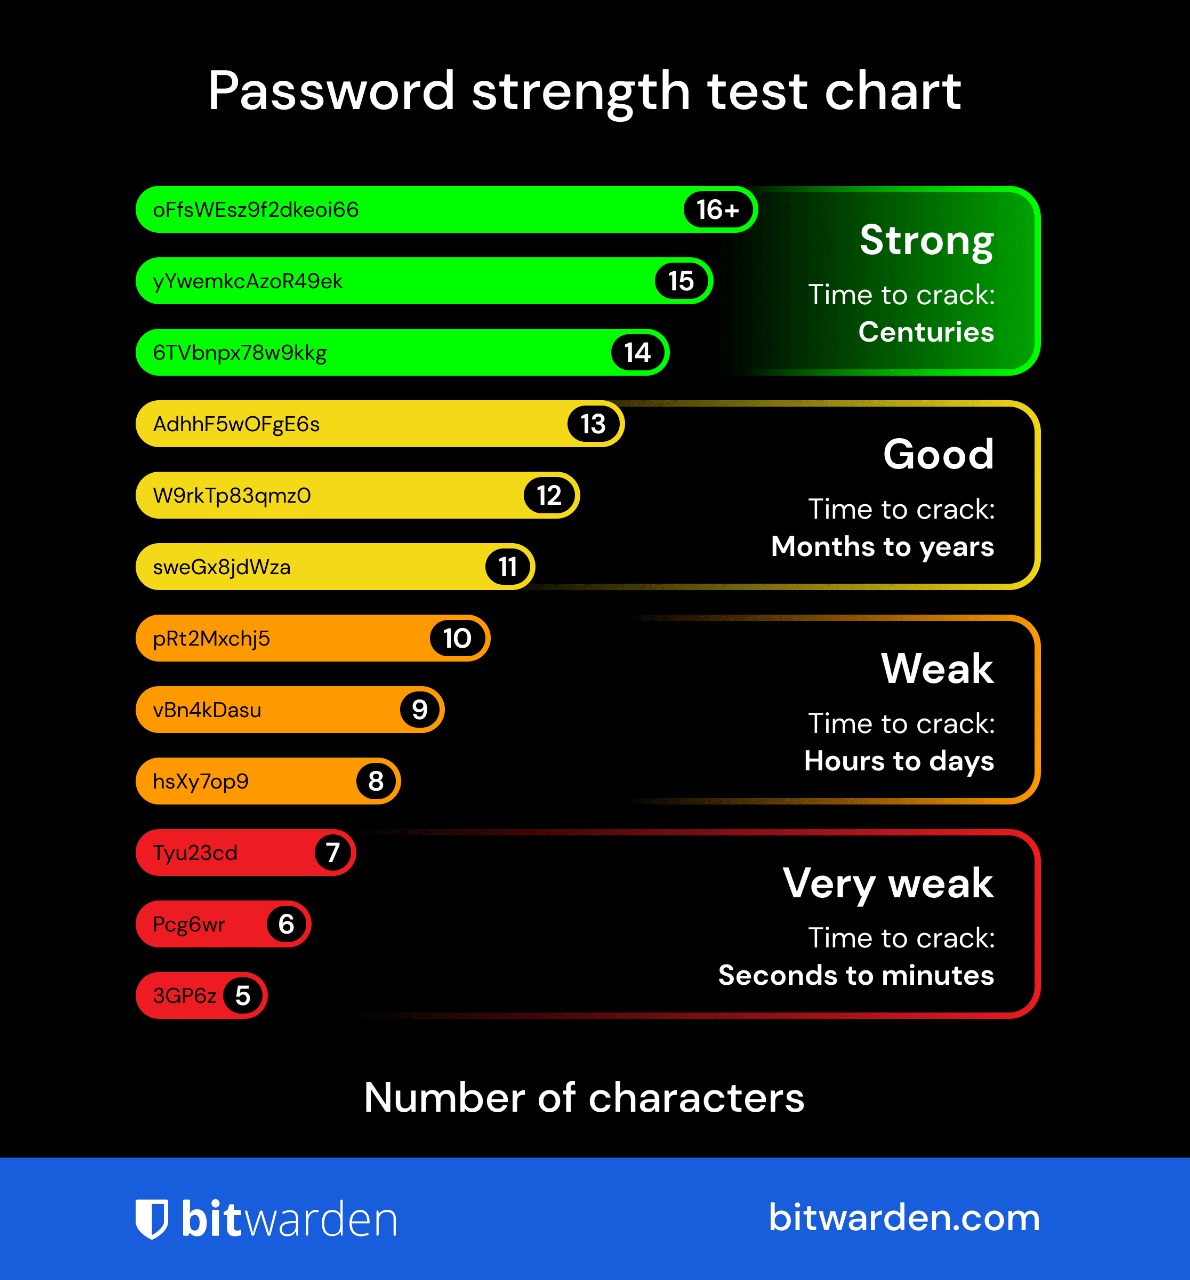 Password strength test chart
oFfsWEsz9f2dkeoi66 16+
yYwemkcAzoR49ek 15
6TVbnpx78w9kkg 14
Strong
Time to crack:
Centuries
AdhhF5wOFgE6s 13
W9rkTp83qmz0 12
sweGx8jdWza 11
Good
Time to crack:
Months to years
pRt2Mxchj5 10
vBn4kDasu 9
hsXy7op9 8
Weak
Time to crack:
Hours to days
Tyu23cd 7
Pcg6wr 6
3GP6z 5
Very weak
Time to crack:
Seconds to minutes
Number of characters
bitwarden
bitwarden.com